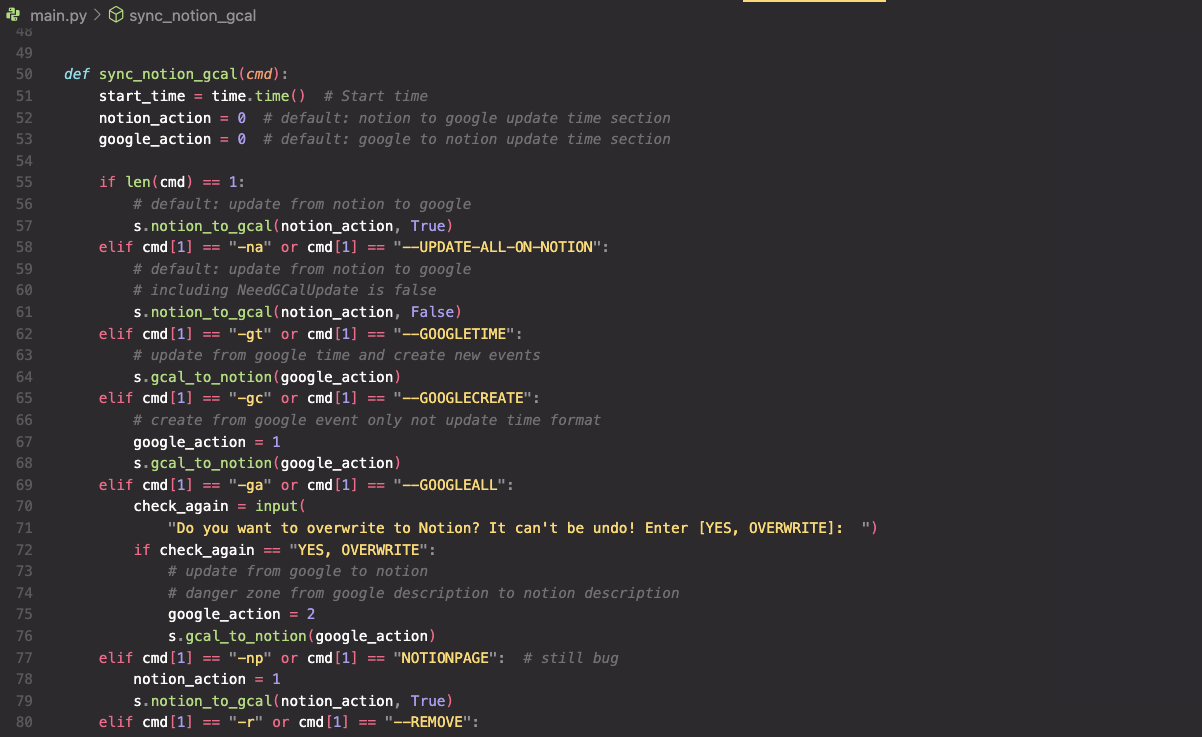 main.py > sync_notion_gcal
48
49
50 def sync_notion_gcal(cmd):
51     start_time = time.time()  # Start time
52     notion_action = 0  # default: notion to google update time section
53     google_action = 0  # default: google to notion update time section
54
55     if len(cmd) == 1:
56         # default: update from notion to google
57         s.notion_to_gcal(notion_action, True)
58     elif cmd[1] == "-na" or cmd[1] == "--UPDATE-ALL-ON-NOTION":
59         # default: update from notion to google
60         # including NeedGCalUpdate is false
61         s.notion_to_gcal(notion_action, False)
62     elif cmd[1] == "-gt" or cmd[1] == "--GOOGLETIME":
63         # update from google time and create new events
64         s.gcal_to_notion(google_action)
65     elif cmd[1] == "-gc" or cmd[1] == "--GOOGLECREATE":
66         # create from google event only not update time format
67         google_action = 1
68         s.gcal_to_notion(google_action)
69     elif cmd[1] == "-ga" or cmd[1] == "--GOOGLEALL":
70         check_again = input(
71             "Do you want to overwrite to Notion? It can't be undo! Enter [YES, OVERWRITE]:  ")
72         if check_again == "YES, OVERWRITE":
73             # update from google to notion
74             # danger zone from google description to notion description
75             google_action = 2
76             s.gcal_to_notion(google_action)
77     elif cmd[1] == "-np" or cmd[1] == "NOTIONPAGE":  # still bug
78         notion_action = 1
79         s.notion_to_gcal(notion_action, True)
80     elif cmd[1] == "-r" or cmd[1] == "--REMOVE":